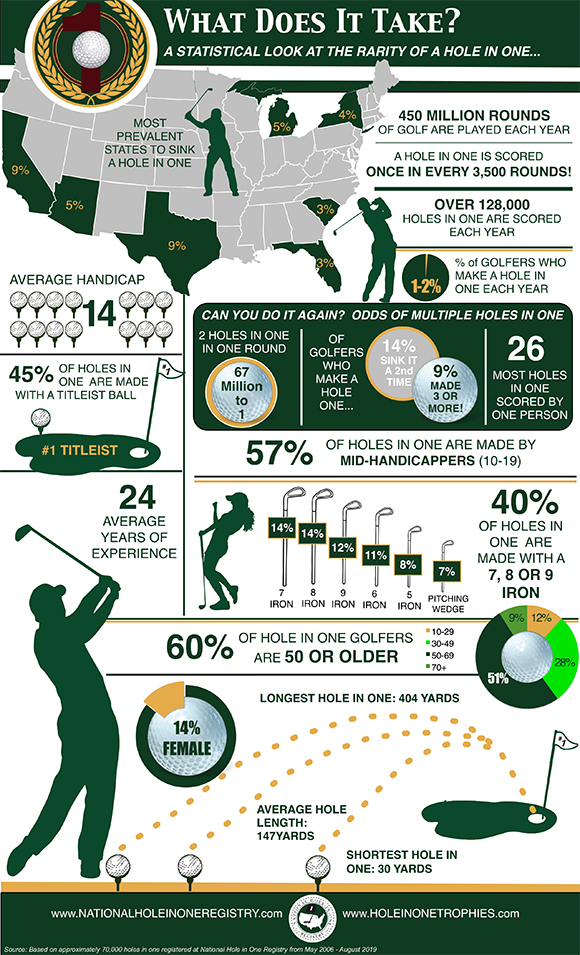 1
WHAT DOES IT TAKE?
A STATISTICAL LOOK AT THE RARITY OF A HOLE IN ONE...
MOST
PREVALENT
STATES TO SINK
A HOLE IN ONE
9%
5%
9%
5%
4%
3%
3%
450 MILLION ROUNDS
OF GOLF ARE PLAYED EACH YEAR
A HOLE IN ONE IS SCORED
ONCE IN EVERY 3,500 ROUNDS!
OVER 128,000
HOLES IN ONE ARE SCORED
EACH YEAR
1-2%
% of GOLFERS WHO
MAKE A HOLE IN
ONE EACH YEAR
AVERAGE HANDICAP
14
CAN YOU DO IT AGAIN? ODDS OF MULTIPLE HOLES IN ONE
2 HOLES IN ONE
IN ONE ROUND
67
Million
to
1
OF
GOLFERS
WHO
MAKE A
HOLE
ONE...
14%
SINK IT
A 2nd
TIME
9%
MADE
3 OR
MORE!
26
MOST HOLES
IN ONE
SCORED BY
ONE PERSON
45% OF HOLES IN
ONE ARE MADE
WITH A TITLEIST BALL
#1
#1 TITLEIST
57% OF HOLES IN ONE ARE MADE BY
MID-HANDICAPPERS (10-19)
24
AVERAGE
YEARS OF
EXPERIENCE
14%
7
IRON
14%
8
IRON
12%
9
IRON
11%
6
IRON
8%
5
IRON
7%
PITCHING
WEDGE
40%
OF HOLES IN
ONE ARE
MADE WITH A
7, 8 OR 9
IRON
60% OF HOLE IN ONE GOLFERS
ARE 50 OR OLDER
10-29
30-49
50-69
70+
9%
12%
28%
51%
14%
FEMALE
LONGEST HOLE IN ONE: 404 YARDS
#1
AVERAGE HOLE
LENGTH:
147YARDS
SHORTEST HOLE IN
ONE: 30 YARDS
www.NATIONALHOLEINONEREGISTRY.com
www.HOLEINONETROPHIES.com
Source: Based on approximately 70,000 holes in one registered at National Hole in One Registry from May 2006 - August 2019